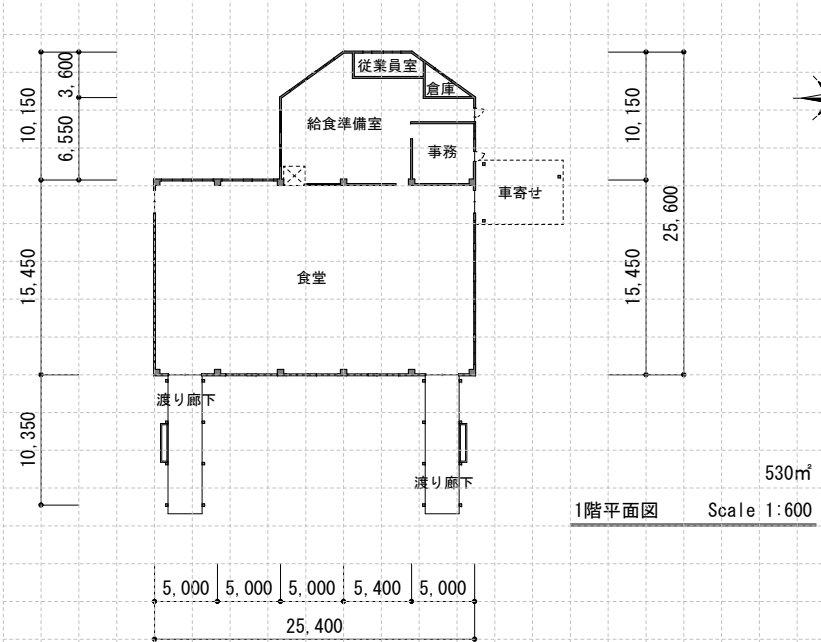 3,600
従業員室
倉庫
10,150
6,550
給食準備室
事務
10,150
車寄せ
25,600
15,450
食堂
15,450
渡り廊下
10,350
渡り廊下
530㎡
1階平面図 Scale 1:600
5,000 5,000 5,000 5,400 5,000
25,400